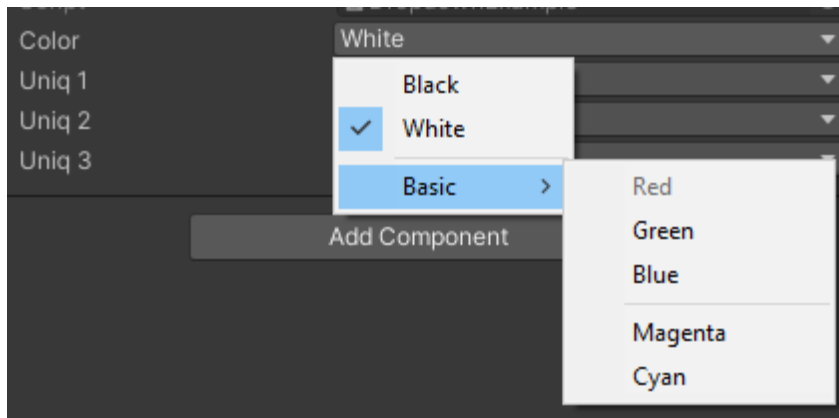 Color White
Uniq 1
Uniq 2
Uniq 3
Black
White
Basic
Red
Green
Blue
Magenta
Cyan
Add Component